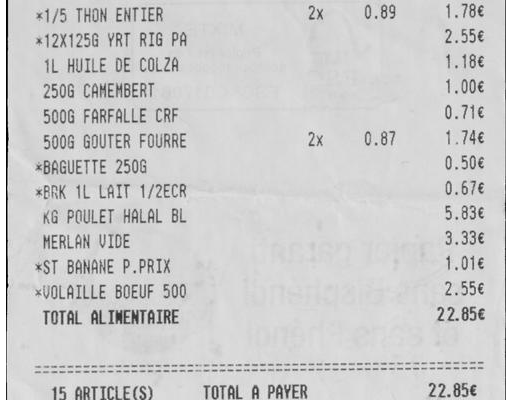 *1/5 THON ENTIER 2x 0.89 1.78€
*12X125G YRT RIG PA 2.55€
1L HUILE DE COLZA 1.18€
250G CAMEMBERT 1.00€
500G FARFALLE CRF 0.71€
500G GOUTER FOURRE 2x 0.87 1.74€
*BAGUETTE 250G 0.50€
*BRK 1L LAIT 1/2ECR 0.67€
KG POULET HALAL BL 5.83€
MERLAN VIDE 3.33€
*ST BANANE P.PRIX 1.01€
*VOLAILLE BOEUF 500 2.55€
TOTAL ALIMENTAIRE 22.85€
15 ARTICLE(S) TOTAL A PAYER 22.85€